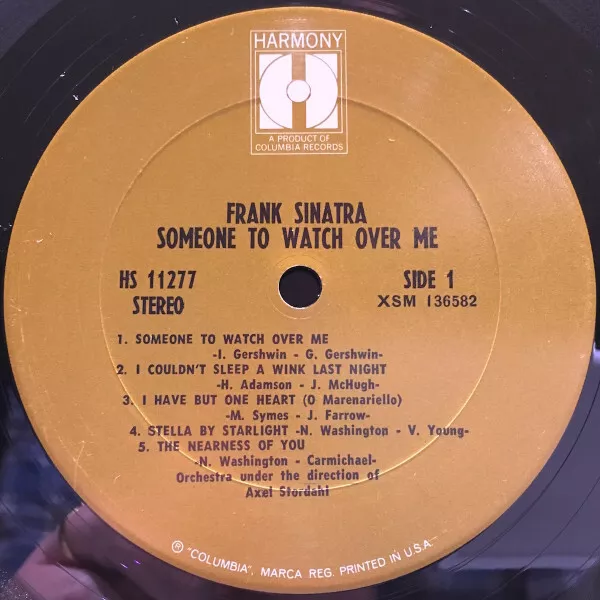 HARMONY
A PRODUCT OF
COLUMBIA RECORDS
FRANK SINATRA
SOMEONE TO WATCH OVER ME
HS 11277
STEREO
SIDE 1
XSM 136582
1. SOMEONE TO WATCH OVER ME
-I. Gershwin - G. Gershwin-
2. I COULDN'T SLEEP A WINK LAST NIGHT
-H. Adamson - J. McHugh-
3. I HAVE BUT ONE HEART (O Marenariello)
-M. Symes - J. Farrow-
4. STELLA BY STARLIGHT -N. Washington - V. Young-
5. THE NEARNESS OF YOU
-N. Washington - Carmichael-
Orchestra under the direction of
Axel Stordahl
® "COLUMBIA", MARCA REG. PRINTED IN U.S.A.